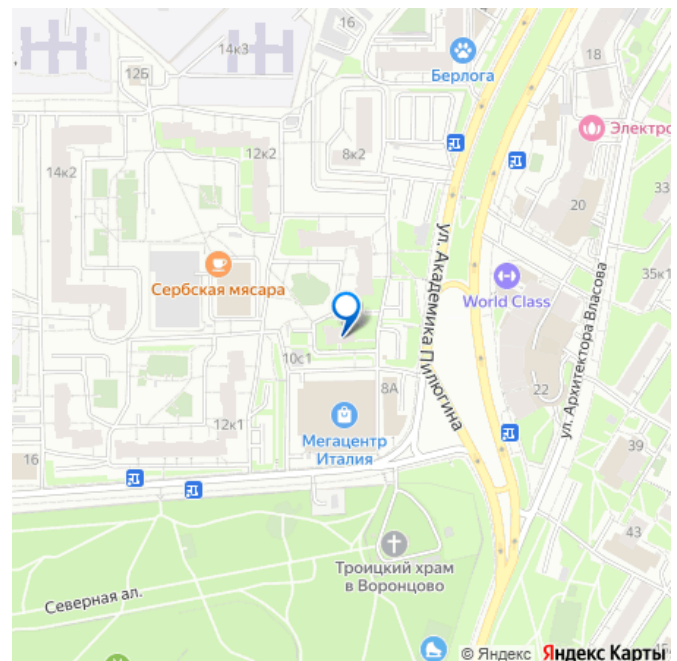 16
14к3
12Б
Берлога
18
Электро
12к2
8к2
14к2
33
20
ул. Академика Пилюгина
Сербская мясара
World Class
35к1
ул. Архитектора Власова
10с1
8А
22
12к1
Мегацентр
Италия
39
16
43
Троицкий храм
в Воронцово
Северная ал.
© Яндекс Яндекс Карты